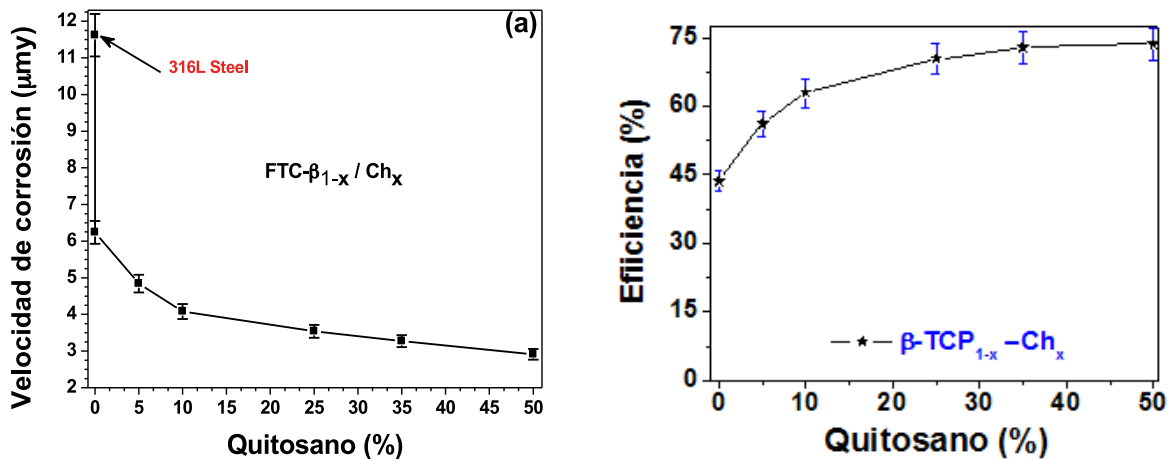 (a)
316L Steel
FTC-β1-x / Chx
Velocidad de corrosión (μmy)
12
11
10
9
8
7
6
5
4
3
2
0 5 10 15 20 25 30 35 40 45 50
Quitosano (%)
Efiiciencia (%)
75
60
45
30
15
0
β-TCP1-x –Chx
0 10 20 30 40 50
Quitosano (%)